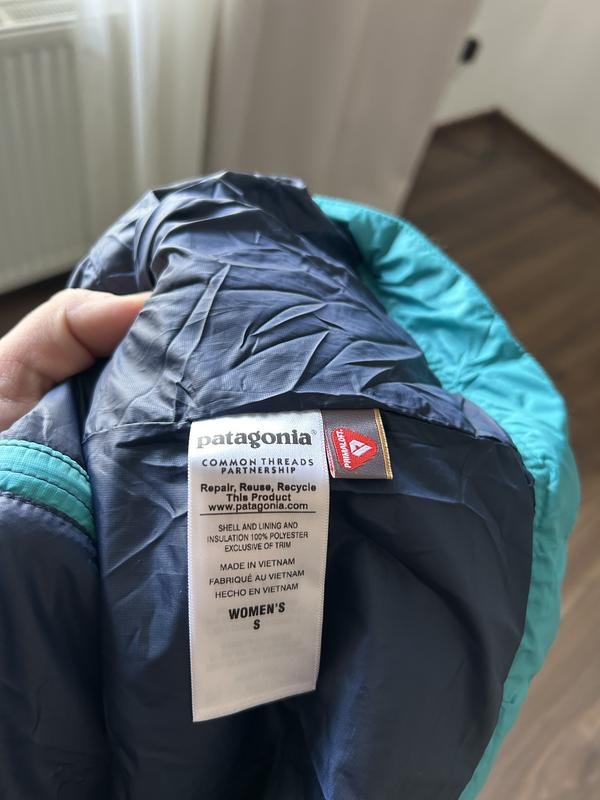 patagonia®
COMMON THREADS
PARTNERSHIP
Repair, Reuse, Recycle
This Product
www.patagonia.com
SHELL AND LINING AND
INSULATION 100% POLYESTER
EXCLUSIVE OF TRIM
MADE IN VIETNAM
FABRIQUÉ AU VIETNAM
HECHO EN VIETNAM
WOMEN'S
S
PRIMALOFT